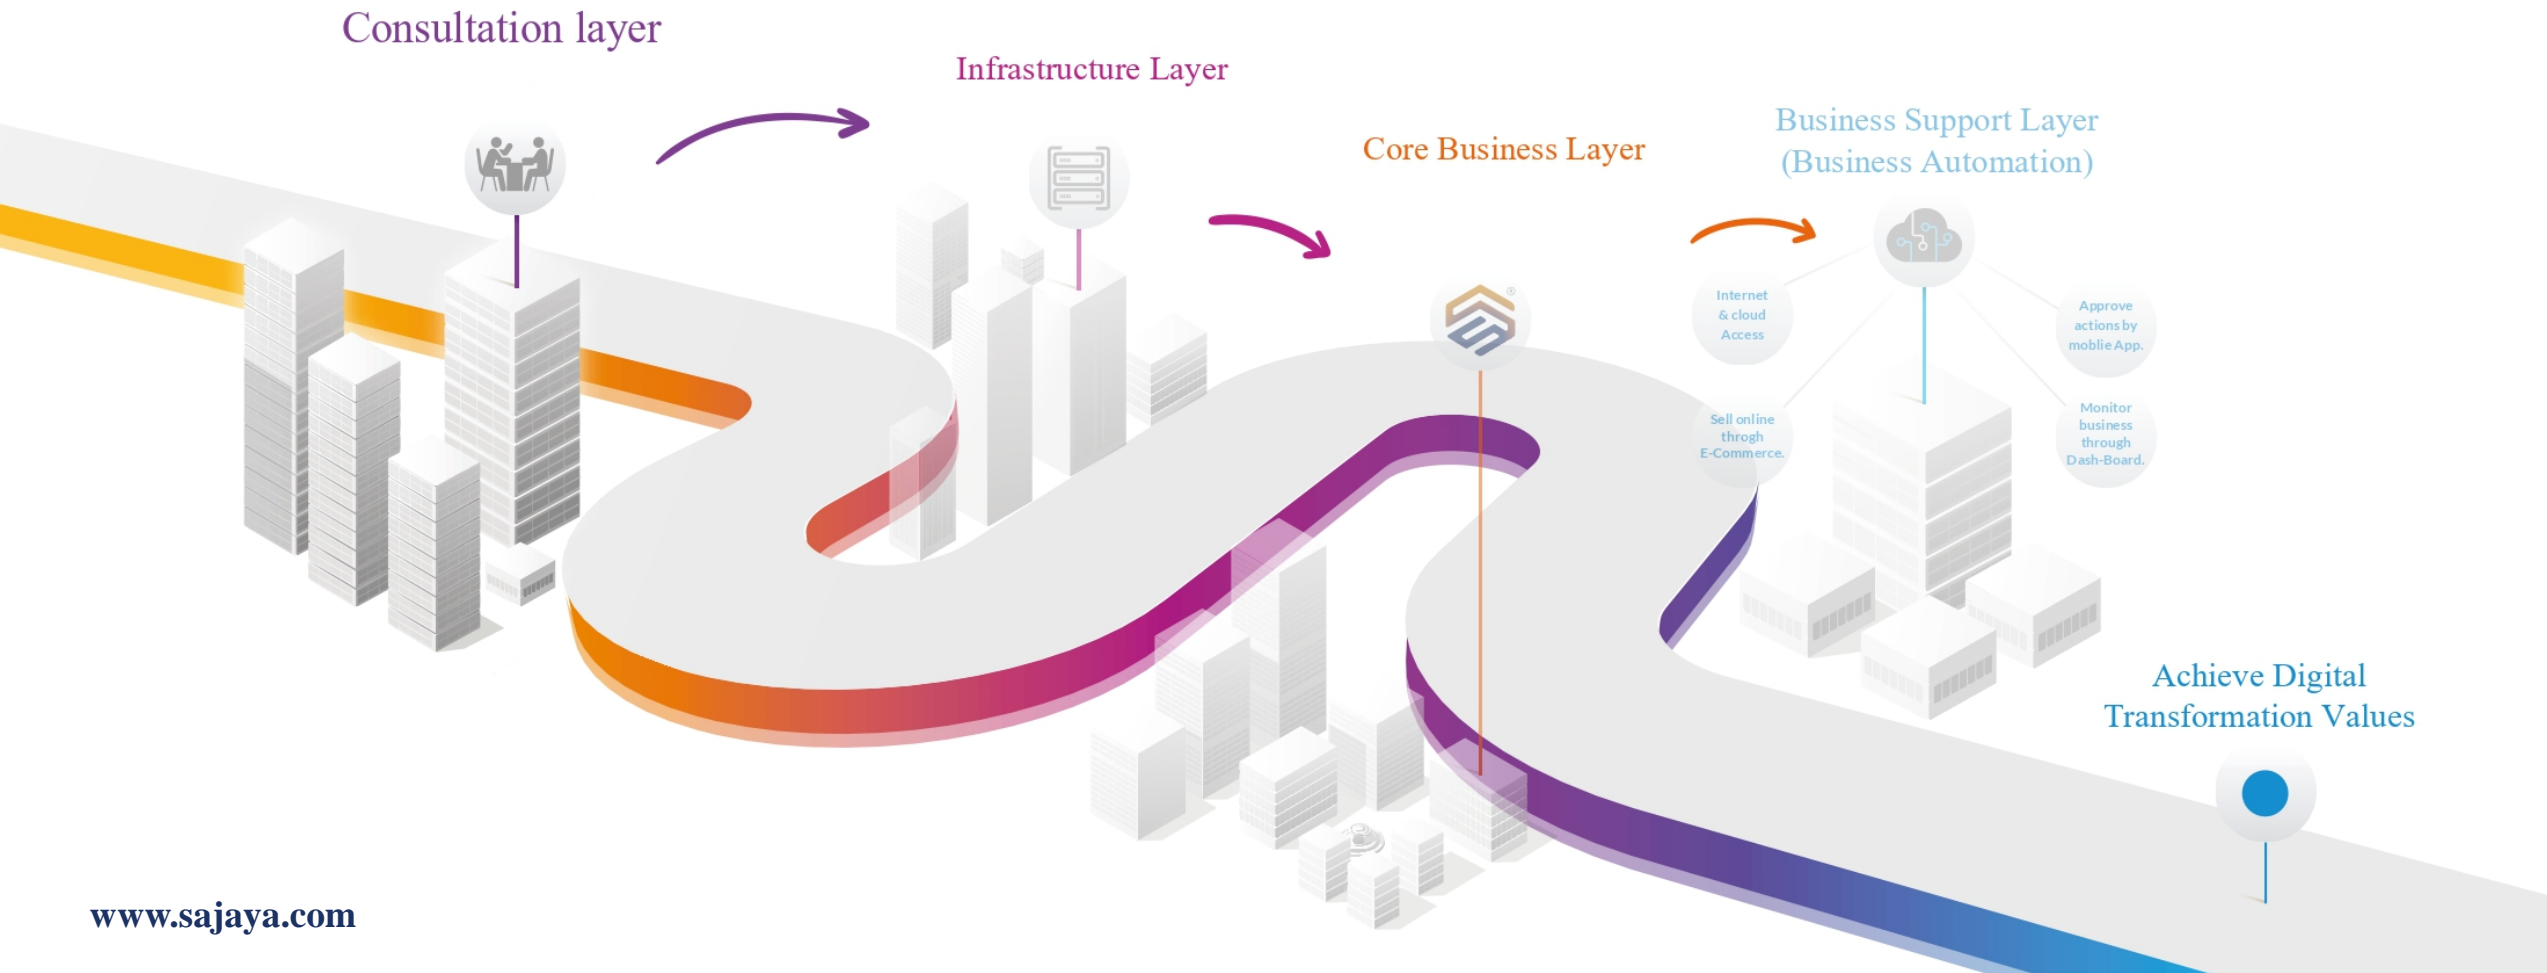 Consultation layer
Infrastructure Layer
Core Business Layer
Business Support Layer
(Business Automation)
Internet
& cloud
Access
Approve
actions by
moblie App.
Sell online
throgh
E-Commerce.
Monitor
business
through
Dash-Board.
Achieve Digital
Transformation Values
www.sajaya.com